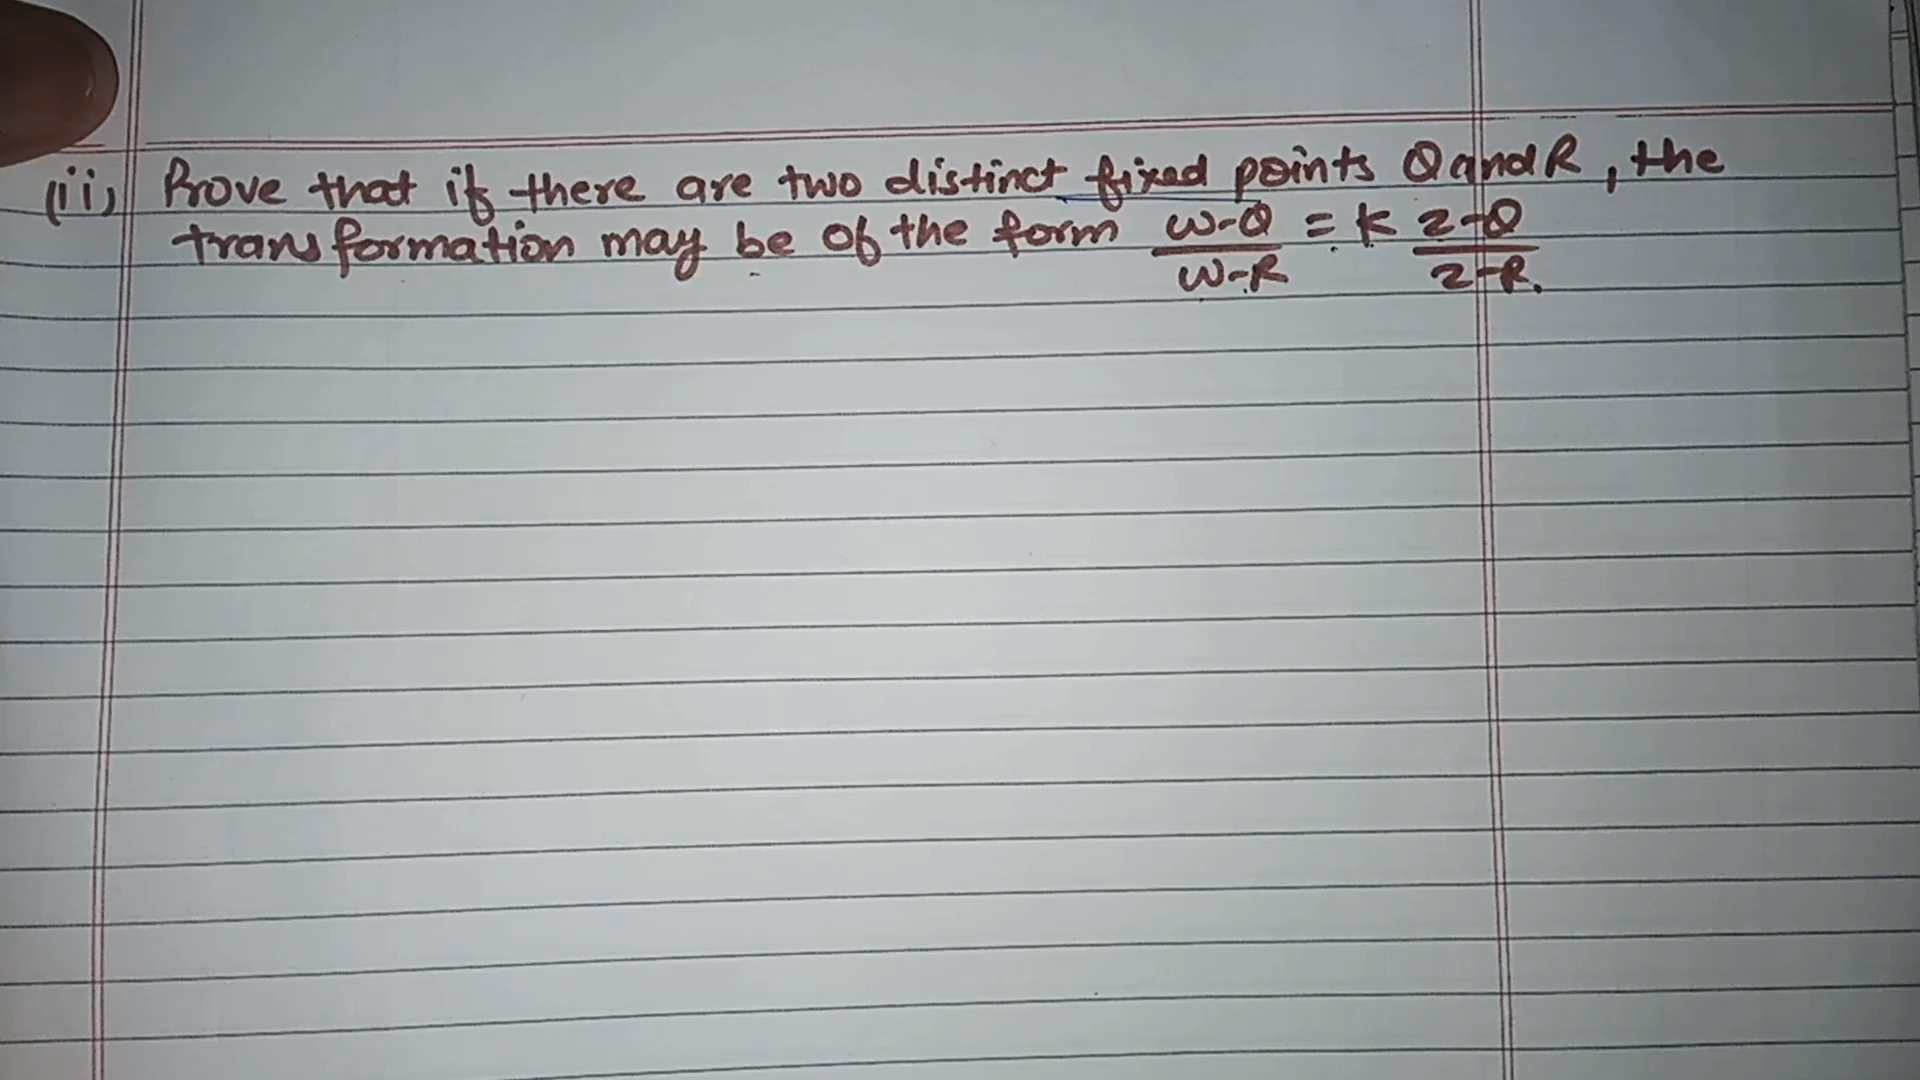 (ii) Prove that if there are two distinct fixed points Q and R, the
transformation may be of the form w-Q/w-R = k z-Q/z-R.